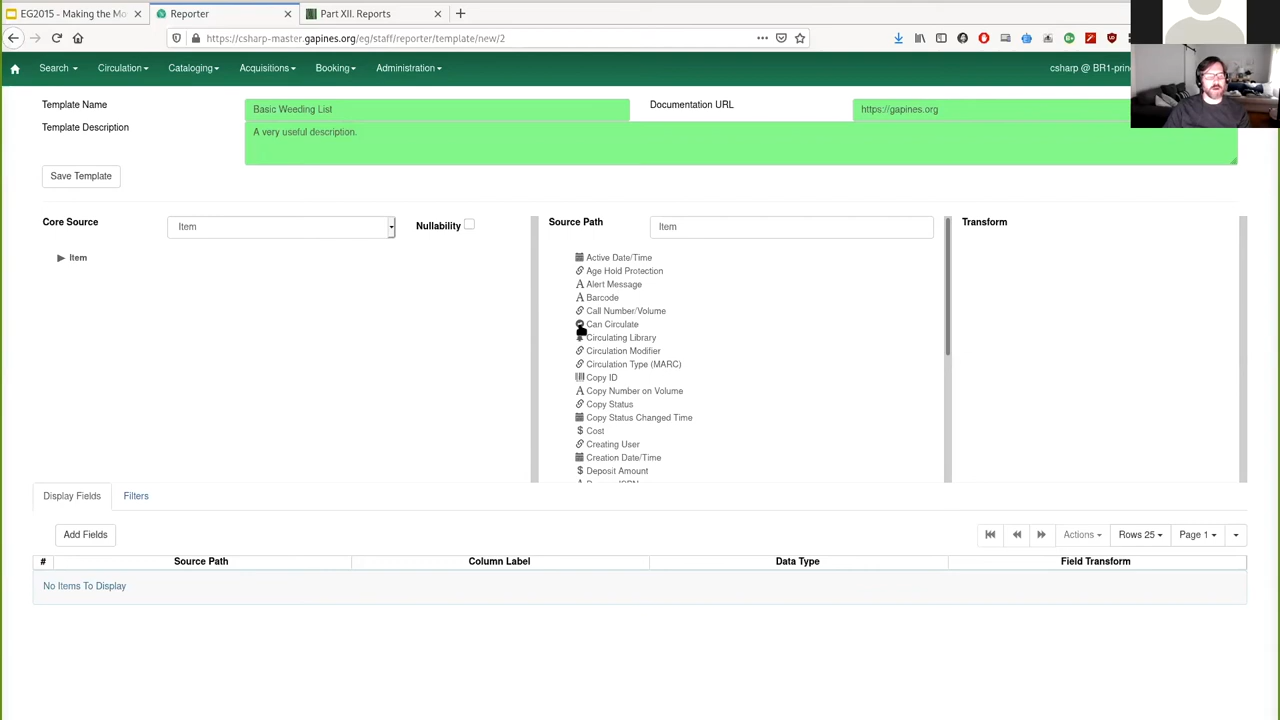 EG2015 - Making the Mo
Reporter
Part XII. Reports
https://csharp-master.gapines.org/eg/staff/reporter/template/new/2
Search
Circulation
Cataloging
Acquisitions
Booking
Administration
csharp @ BR1-prin
Template Name
Basic Weeding List
Documentation URL
https://gapines.org
Template Description
A very useful description.
Save Template
Core Source
Item
Nullability
Source Path
Item
Transform
Item
Active Date/Time
Age Hold Protection
Alert Message
Barcode
Call Number/Volume
Can Circulate
Circulating Library
Circulation Modifier
Circulation Type (MARC)
Copy ID
Copy Number on Volume
Copy Status
Copy Status Changed Time
Cost
Creating User
Creation Date/Time
Deposit Amount
Display Fields
Filters
Add Fields
Actions
Rows 25
Page 1
#
Source Path
Column Label
Data Type
Field Transform
No Items To Display